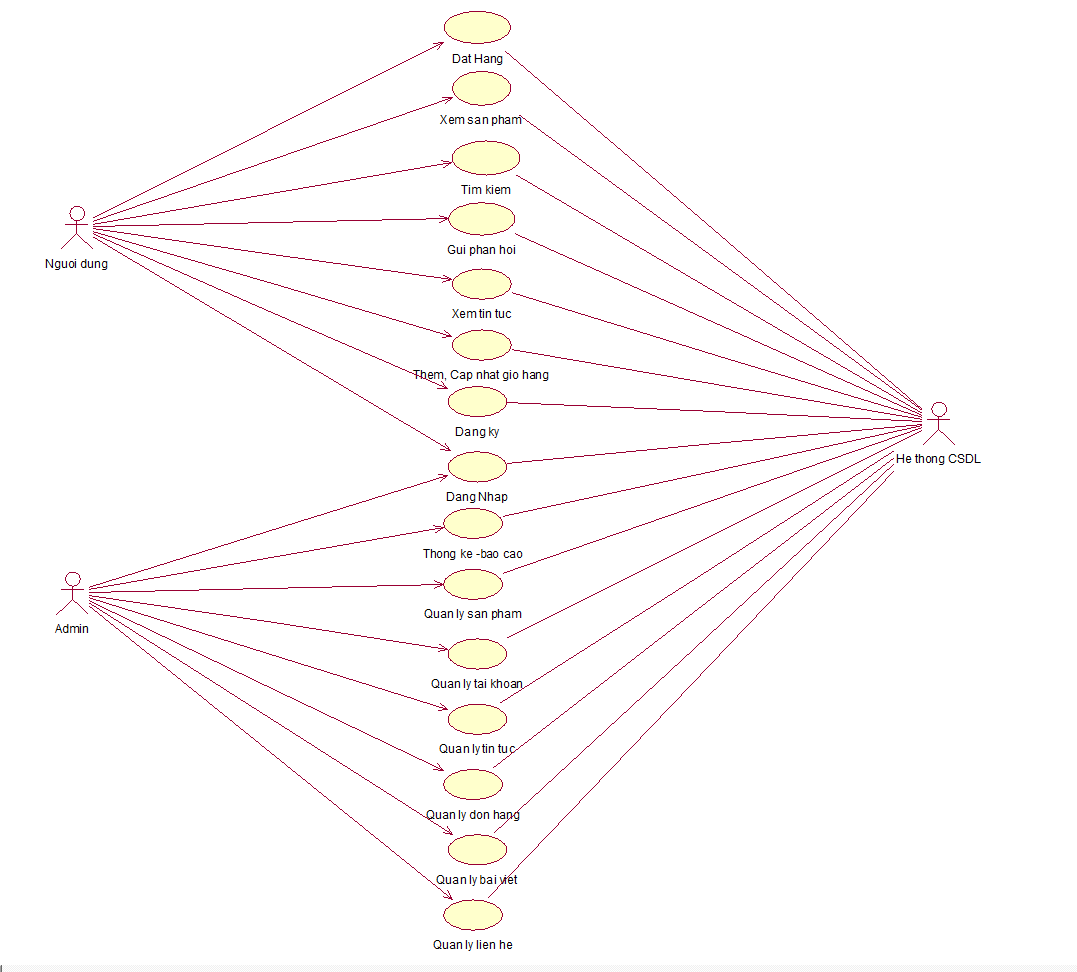 Dat Hang
Xem san pham
Tim kiem
Gui phan hoi
Nguoi dung
Xem tin tuc
Them, Cap nhat gio hang
Dang ky
He thong CSDL
Dang Nhap
Thong ke -bao cao
Quan ly san pham
Admin
Quan ly tai khoan
Quan ly tin tuc
Quan ly don hang
Quan ly bai viet
Quan ly lien he